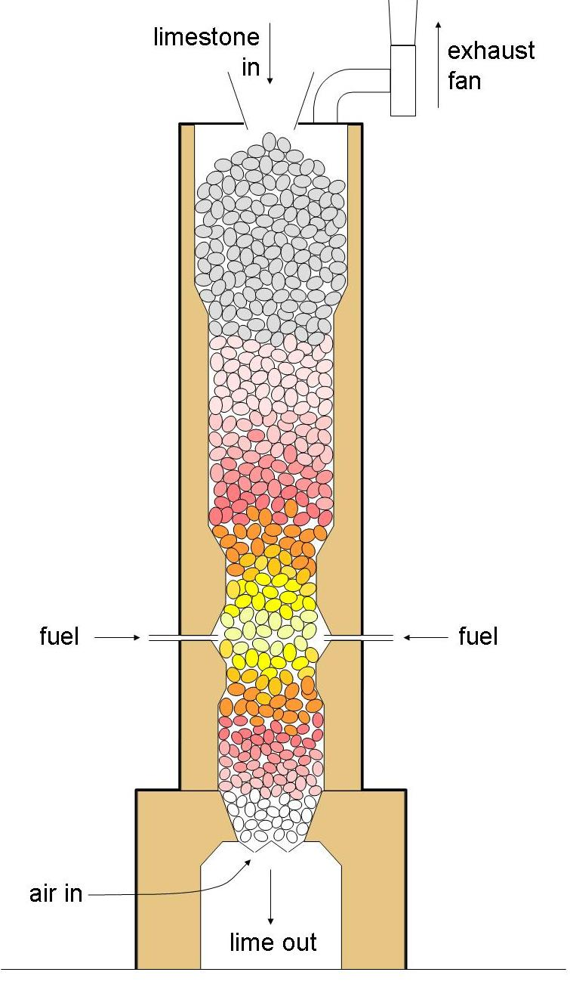 limestone
in
exhaust
fan
fuel
fuel
air in
lime out